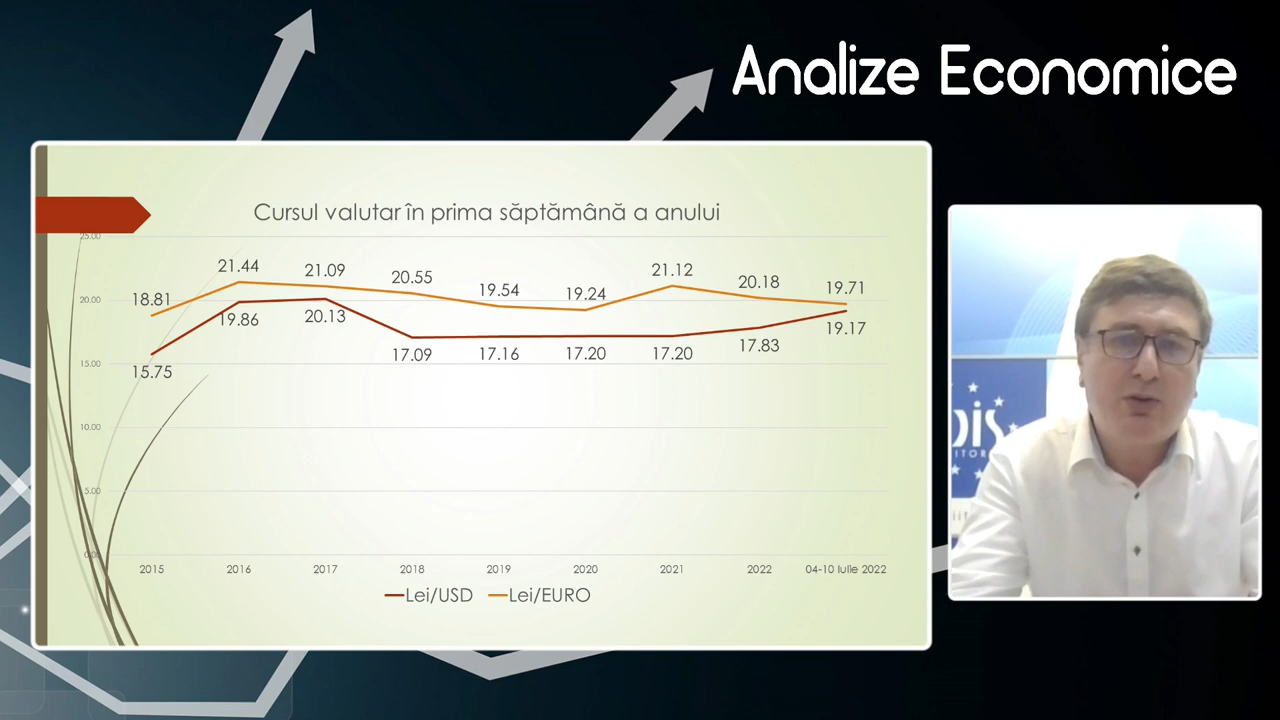 Analize Economice
Cursul valutar în prima săptămână a anului
25.00
20.00
15.00
10.00
5.00
18.81 21.44 21.09 20.55 19.54 19.24 21.12 20.18 19.71
15.75 19.86 20.13 17.09 17.16 17.20 17.20 17.83 19.17
2015 2016 2017 2018 2019 2020 2021 2022 04-10 Iulie 2022
Lei/USD Lei/EURO